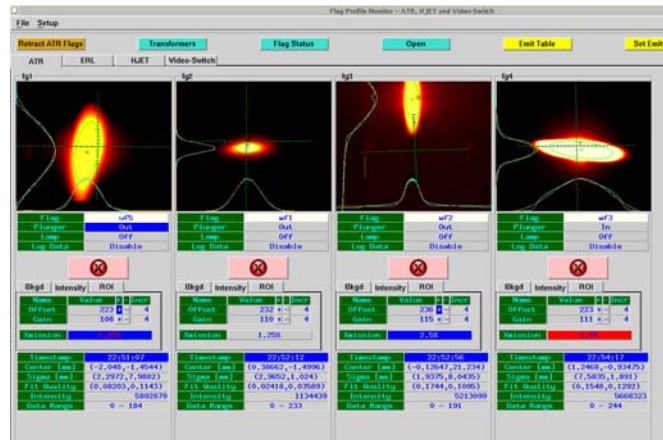 Flag Profile Monitor - ATR, HJET and Video-Switch
File Setup
Retract ATR Flags Transformers Flag Status Open Emit Table Set Emit
ATR ERL HJET Video-Switch
fg1 fg2 fg3 fg4
Flag uf5 Flag wf1 Flag wf2 Flag wf3
Plunger Out Plunger Out Plunger Out Plunger In
Lamp Off Lamp Off Lamp Off Lamp Off
Log Data Disable Log Data Disable Log Data Disable Log Data Disable
Bkgd Intensity ROI Bkgd Intensity ROI Bkgd Intensity ROI Bkgd Intensity ROI
Name Value + - Incr Name Value + - Incr Name Value + - Incr Name Value + - Incr
Offset 223 + - 4 Offset 232 + - 4 Offset 236 + - 4 Offset 223 + - 4
Gain 108 + - 4 Gain 110 + - 4 Gain 115 + - 4 Gain 111 + - 4
Xmission Xmission 1.25% Xmission 2.5% Xmission
Timestamp 22:51:07 Timestamp 22:52:12 Timestamp 22:52:56 Timestamp 22:54:17
Center [mm] (-2.048,-1.4544) Center [mm] (0.38662,-1.4996) Center [mm] (-0.12647,21.234) Center [mm] (1.2468,-0.93475)
Sigma [mm] (2.2972,7.9882) Sigma [mm] (2.9652,1.024) Sigma [mm] (1.9375,8.0435) Sigma [mm] (7.5835,1.891)
Fit Quality (0.08203,0.1143) Fit Quality (0.02418,0.03589) Fit Quality (0.1744,0.1095) Fit Quality (0.1548,0.1292)
Intensity 5892879 Intensity 1134439 Intensity 5213099 Intensity 5668323
Data Range 0 - 184 Data Range 0 - 233 Data Range 0 - 191 Data Range 0 - 244